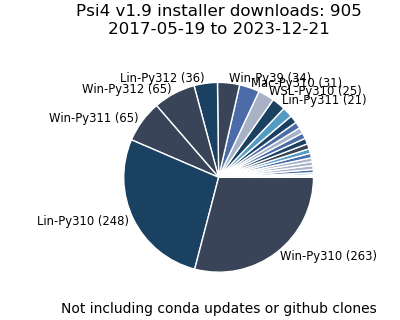 Psi4 v1.9 installer downloads: 905
2017-05-19 to 2023-12-21
Lin-Py312 (36)
Win-Py39 (34)
Mac-Py310 (31)
Win-Py312 (65)
WSL-Py310 (25)
Lin-Py311 (21)
Win-Py311 (65)
Lin-Py310 (248)
Win-Py310 (263)
Not including conda updates or github clones